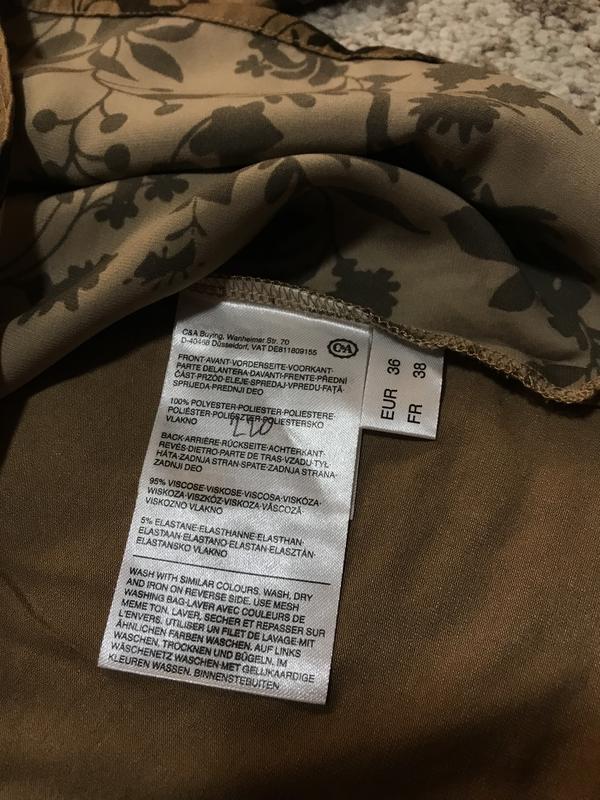 C&A Buying, Wanheimer Str. 70
D-40468 Düsseldorf, VAT DE811809155
C&A
FRONT·AVANT·VORDERSEITE·VOORKANT·
PARTE DELANTERA·DAVANTI·FRENTE·PŘEDNÍ
ČÁST·PRZÓD·ELEJE·SPREDAJ·VPREDU·FAŢĂ·
SPRIJEDA·PREDNJI DEO
100% POLYESTER·POLIESTER·POLIESTERE·
POLIÉSTER·POLYESZTER·POLIESTERSKO
VLAKNO
BACK·ARRIÈRE·RÜCKSEITE·ACHTERKANT·
REVÉS·DIETRO·PARTE DE TRAS·VZADU·TYŁ·
HÁTA·ZADNJA STRAN·SPATE·ZADNJA STRANA·
ZADNJI DEO
95% VISCOSE·VISKOSE·VISCOSA·VISKÓZA·
WISKOZA·VISZKÓZ·VISKOZA·VÂSCOZĂ·
VISKOZNO VLAKNO
5% ELASTANE·ELASTHANNE·ELASTHAN·
ELASTAAN·ELASTANO·ELASTAN·ELASZTÁN·
ELASTANSKO VLAKNO
WASH WITH SIMILAR COLOURS. WASH, DRY
AND IRON ON REVERSE SIDE. USE MESH
WASHING BAG·LAVER AVEC COULEURS DE
MEME TON. LAVER, SECHER ET REPASSER SUR
L'ENVERS. UTILISER UN FILET DE LAVAGE·MIT
ÄHNLICHEN FARBEN WASCHEN. AUF LINKS
WASCHEN, TROCKNEN UND BÜGELN. IM
WÄSCHENETZ WASCHEN·MET GELIJKAARDIGE
KLEUREN WASSEN. BINNENSTEBUITEN
EUR 36
FR 38